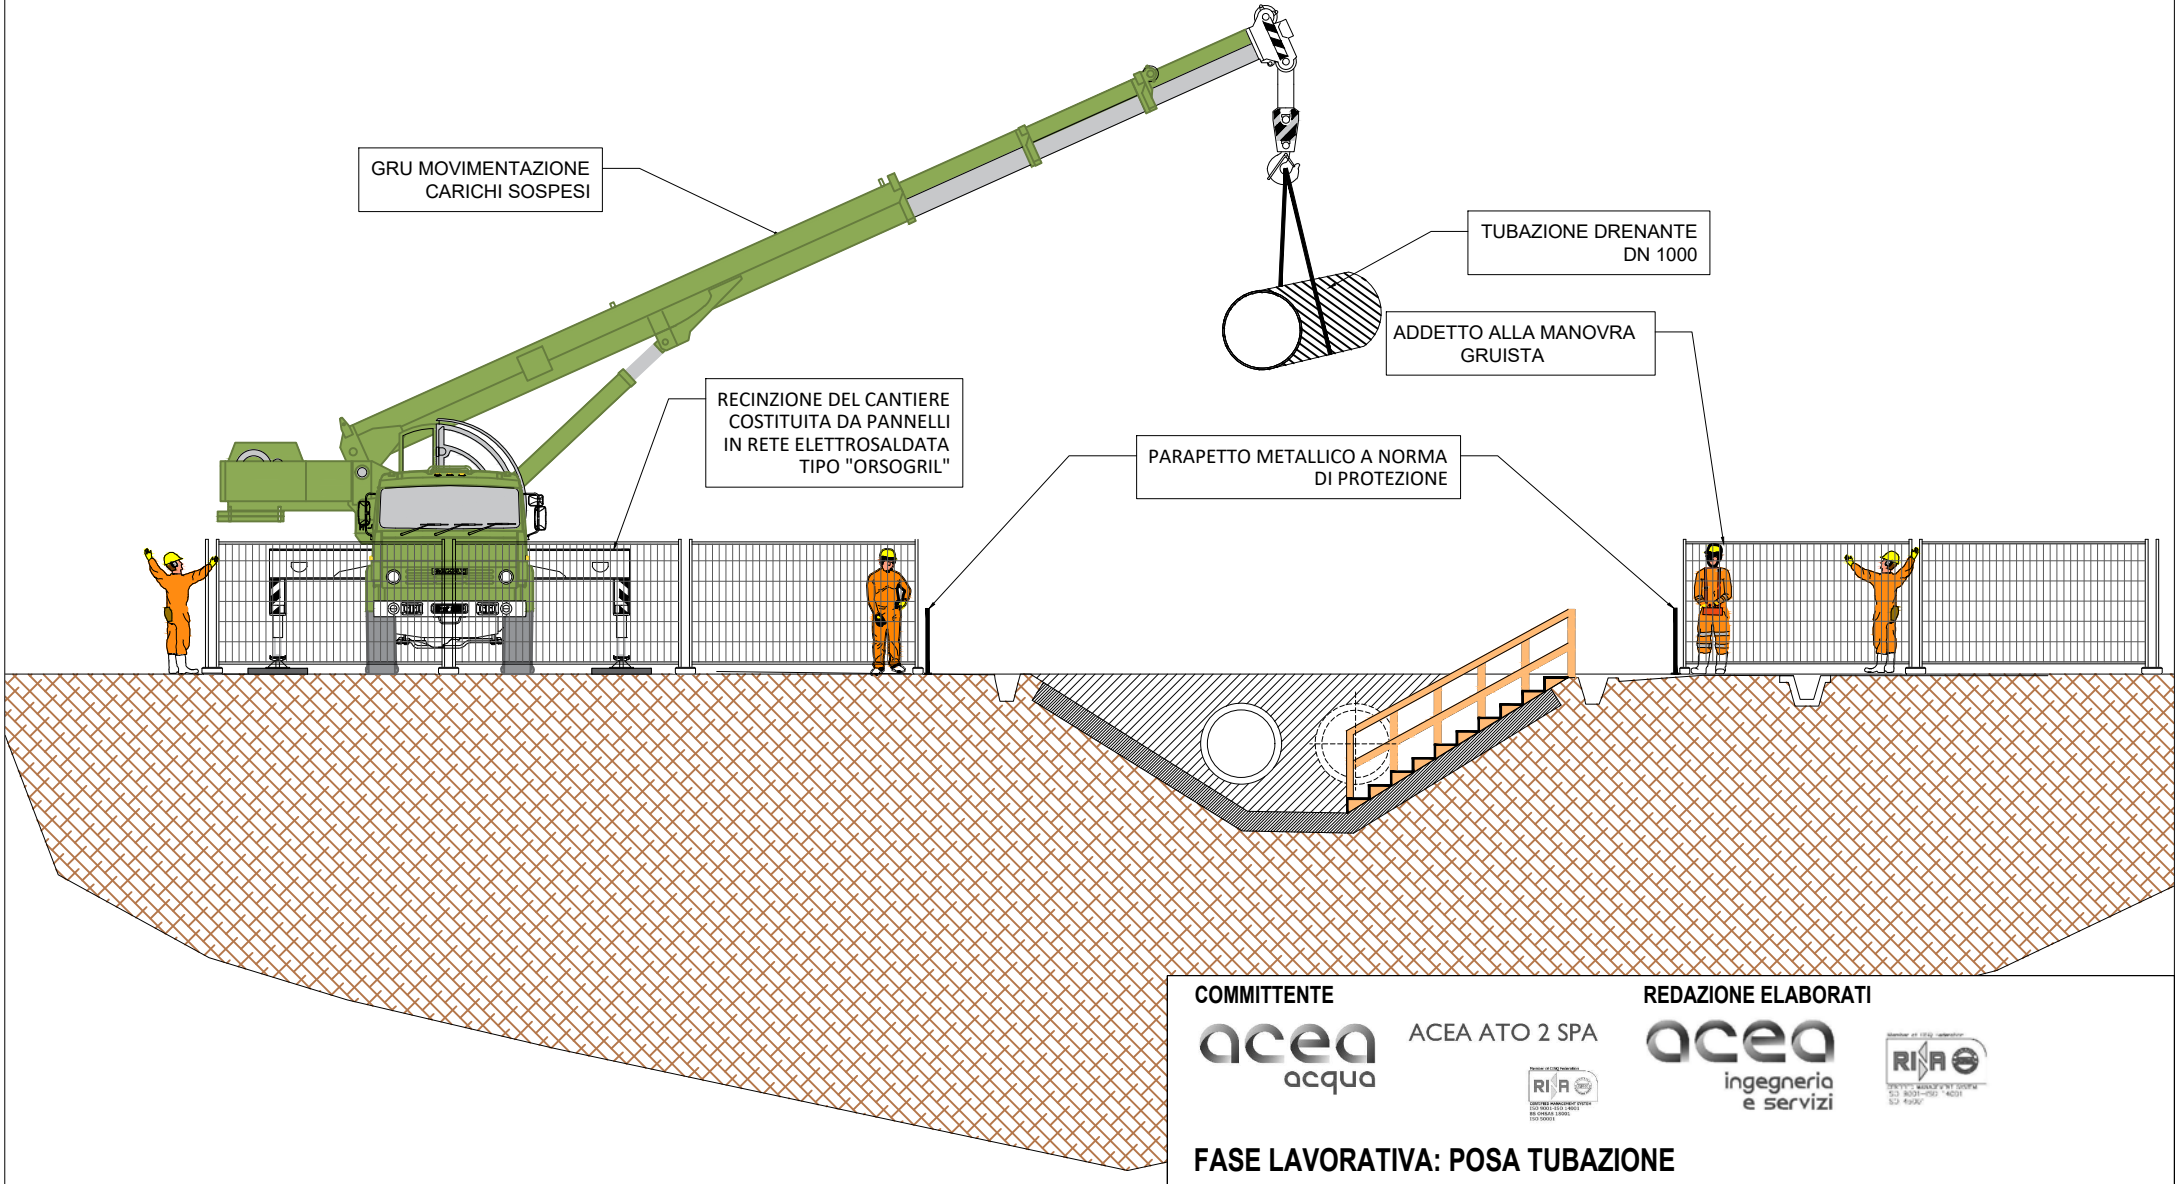 GRU MOVIMENTAZIONE
CARICHI SOSPESI
TUBAZIONE DRENANTE
DN 1000
ADDETTO ALLA MANOVRA
GRUISTA
RECINZIONE DEL CANTIERE
COSTITUITA DA PANNELLI
IN RETE ELETTROSALDATA
TIPO "ORSOGRIL"
PARAPETTO METALLICO A NORMA
DI PROTEZIONE
COMMITTENTE
acea
acqua
ACEA ATO 2 SPA
RINA
REDAZIONE ELABORATI
acea
ingegneria
e servizi
RINA
FASE LAVORATIVA: POSA TUBAZIONE